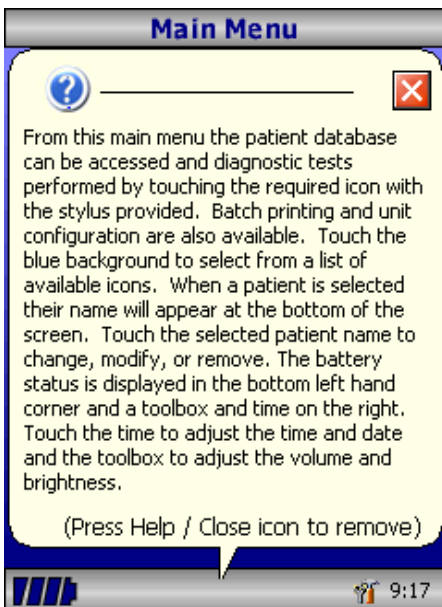 Main Menu
From this main menu the patient database
can be accessed and diagnostic tests
performed by touching the required icon with
the stylus provided.  Batch printing and unit
configuration are also available.  Touch the
blue background to select from a list of
available icons.  When a patient is selected
their name will appear at the bottom of the
screen.  Touch the selected patient name to
change, modify, or remove. The battery
status is displayed in the bottom left hand
corner and a toolbox and time on the right.
Touch the time to adjust the time and date
and the toolbox to adjust the volume and
brightness.
(Press Help / Close icon to remove)
9:17